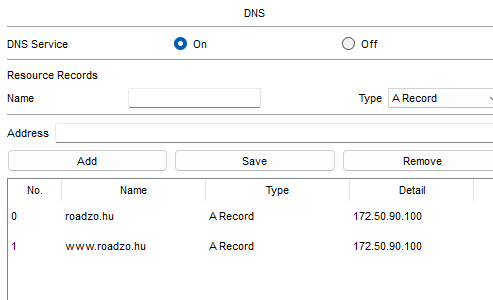 DNS
DNS Service On Off
Resource Records
Name Type A Record
Address
Add Save Remove
No. Name Type Detail
0 roadzo.hu A Record 172.50.90.100
1 www.roadzo.hu A Record 172.50.90.100